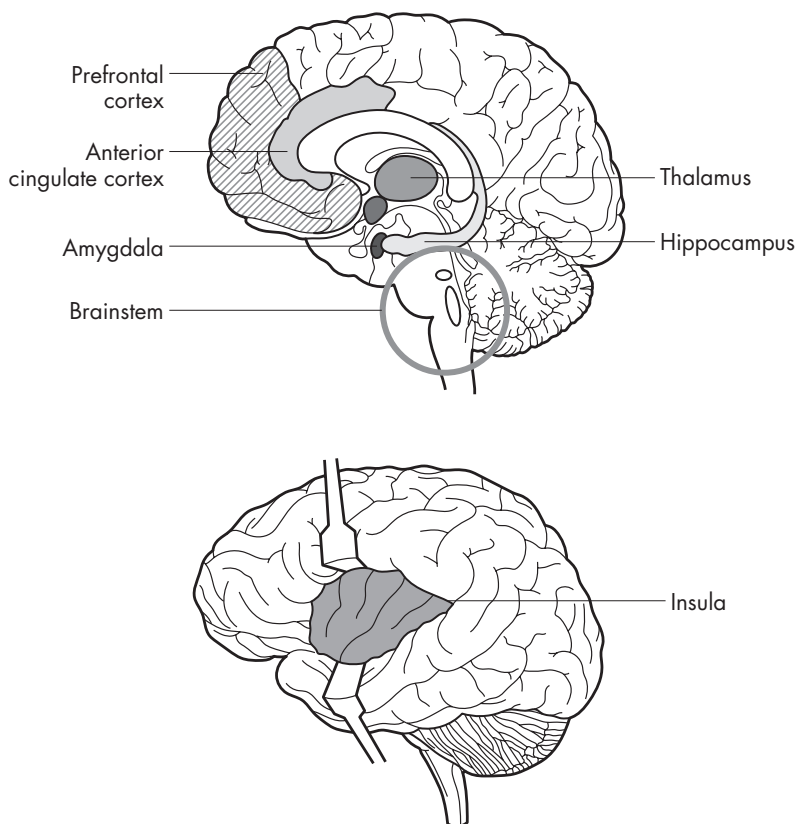 Prefrontal
cortex
Anterior
cingulate cortex
Thalamus
Amygdala
Hippocampus
Brainstem
Insula